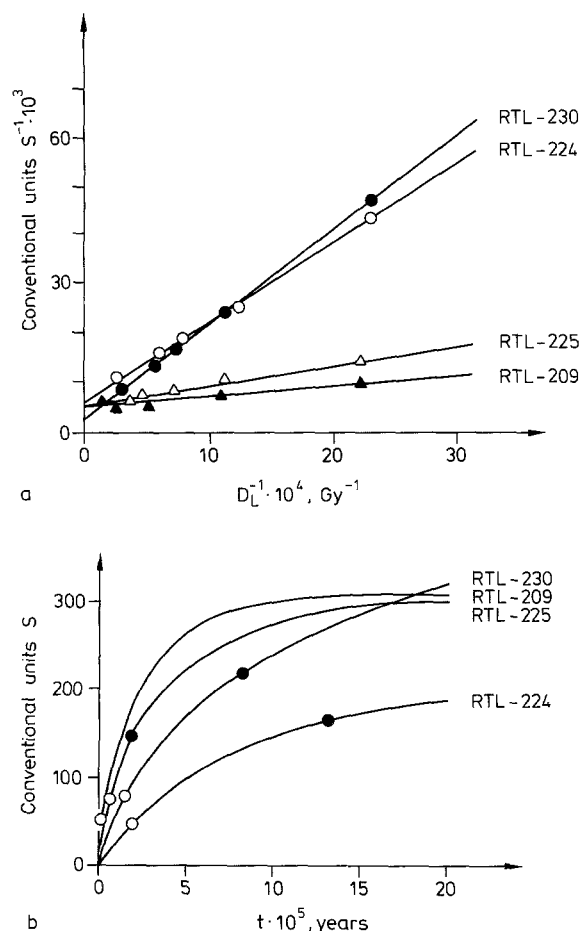 Conventional units S⁻¹·10³
60
30
0
RTL-230
RTL-224
RTL-225
RTL-209
0 10 20 30
a
D_L⁻¹·10⁴, Gy⁻¹
Conventional units S
300
200
100
0
RTL-230
RTL-209
RTL-225
RTL-224
0 5 10 15 20
b
t·10⁵, years